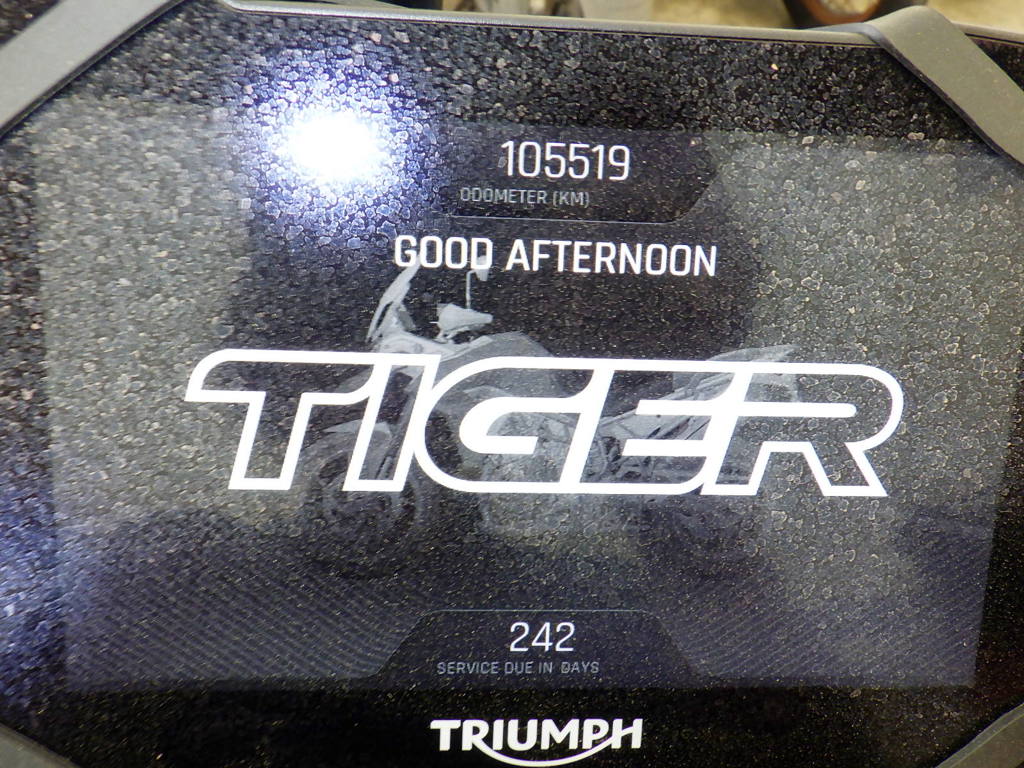 105519
ODOMETER (KM)
GOOD AFTERNOON
TIGER
242
SERVICE DUE IN DAYS
TRIUMPH